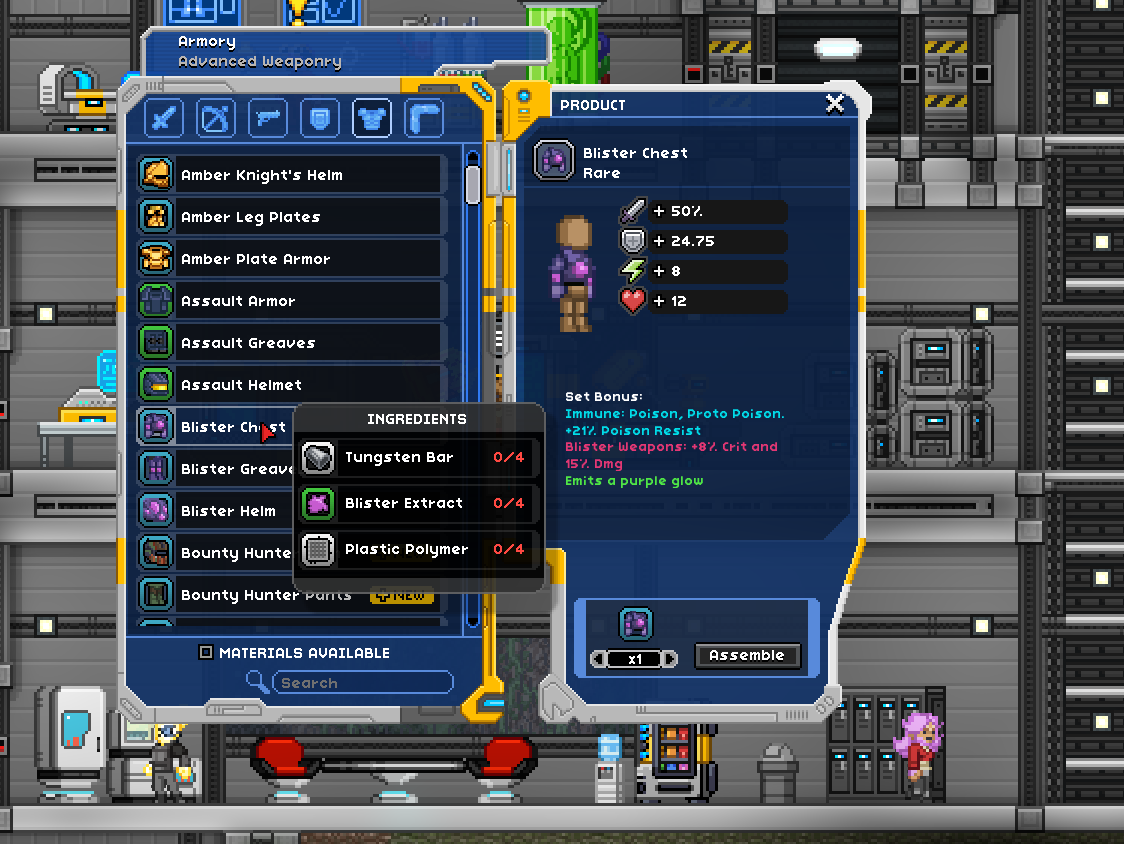 Armory
Advanced Weaponry
PRODUCT
Amber Knight's Helm
Amber Leg Plates
Amber Plate Armor
Assault Armor
Assault Greaves
Assault Helmet
Blister Chest
Blister Greave
Blister Helm
Bounty Hunte
Bounty Hunter Pants
NEW
MATERIALS AVAILABLE
Search
INGREDIENTS
Tungsten Bar 0/4
Blister Extract 0/4
Plastic Polymer 0/4
Blister Chest
Rare
+ 50%
+ 24.75
+ 8
+ 12
Set Bonus:
Immune: Poison, Proto Poison.
+21% Poison Resist
Blister Weapons: +8% Crit and
15% Dmg
Emits a purple glow
x1
Assemble